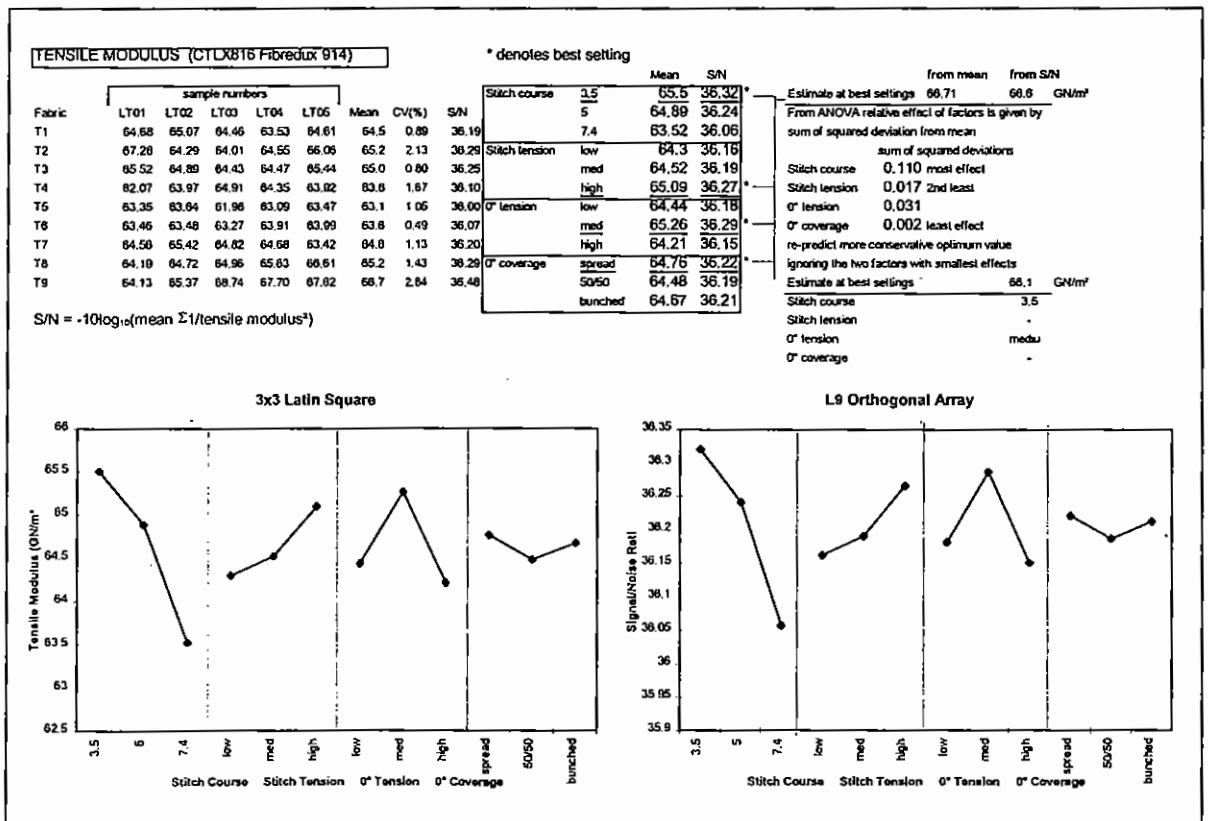 TENSILE MODULUS (CTLX816 Fibredux 914)
sample numbers
Fabric LT01 LT02 LT03 LT04 LT05 Mean CV(%) S/N
T1 64.68 65.07 64.46 63.53 64.61 64.5 0.89 36.19
T2 67.28 64.29 64.01 64.55 66.06 65.2 2.13 36.29
T3 65.52 64.89 64.43 64.47 65.44 65.0 0.80 36.25
T4 62.07 63.97 64.91 64.35 63.82 63.8 1.67 36.10
T5 63.35 63.64 61.96 63.09 63.47 63.1 1.05 36.00
T6 63.46 63.48 63.27 63.91 63.99 63.6 0.49 36.07
T7 64.58 65.42 64.82 64.68 63.42 64.6 1.13 36.20
T8 64.19 64.72 64.96 65.63 66.61 65.2 1.43 36.29
T9 64.13 65.37 68.74 67.70 67.62 66.7 2.84 36.48
S/N = -10log₁₀(mean Σ1/tensile modulus²)
* denotes best setting
Mean S/N
Stitch course 3.5 65.5 36.32 *
5 64.89 36.24
7.4 63.52 36.06
Stitch tension low 64.3 36.16
med 64.52 36.19
high 65.09 36.27 *
0° tension low 64.44 36.18
med 65.26 36.29 *
high 64.21 36.15
0° coverage spread 64.76 36.22 *
50/50 64.48 36.19
bunched 64.67 36.21
from mean from S/N
Estimate at best settings 66.71 66.6 GN/m²
From ANOVA relative effect of factors is given by
sum of squared deviation from mean
sum of squared deviations
Stitch course 0.110 most effect
Stitch tension 0.017 2nd least
0° tension 0.031
0° coverage 0.002 least effect
re-predict more conservative optimum value
ignoring the two factors with smallest effects
Estimate at best settings 66.1 GN/m²
Stitch course 3.5
Stitch tension -
0° tension mediu
0° coverage -
3x3 Latin Square
Tensile Modulus (GN/m²
66
65.5
65
64.5
64
63.5
63
62.5
3.5 5 7.4 low med high low med high spread 50/50 bunched
Stitch Course Stitch Tension 0° Tension 0° Coverage
L9 Orthogonal Array
Signal/Noise Rati
36.35
36.3
36.25
36.2
36.15
36.1
36.05
36
35.95
35.9
3.5 5 7.4 low med high low med high spread 50/50 bunched
Stitch Course Stitch Tension 0° Tension 0° Coverage